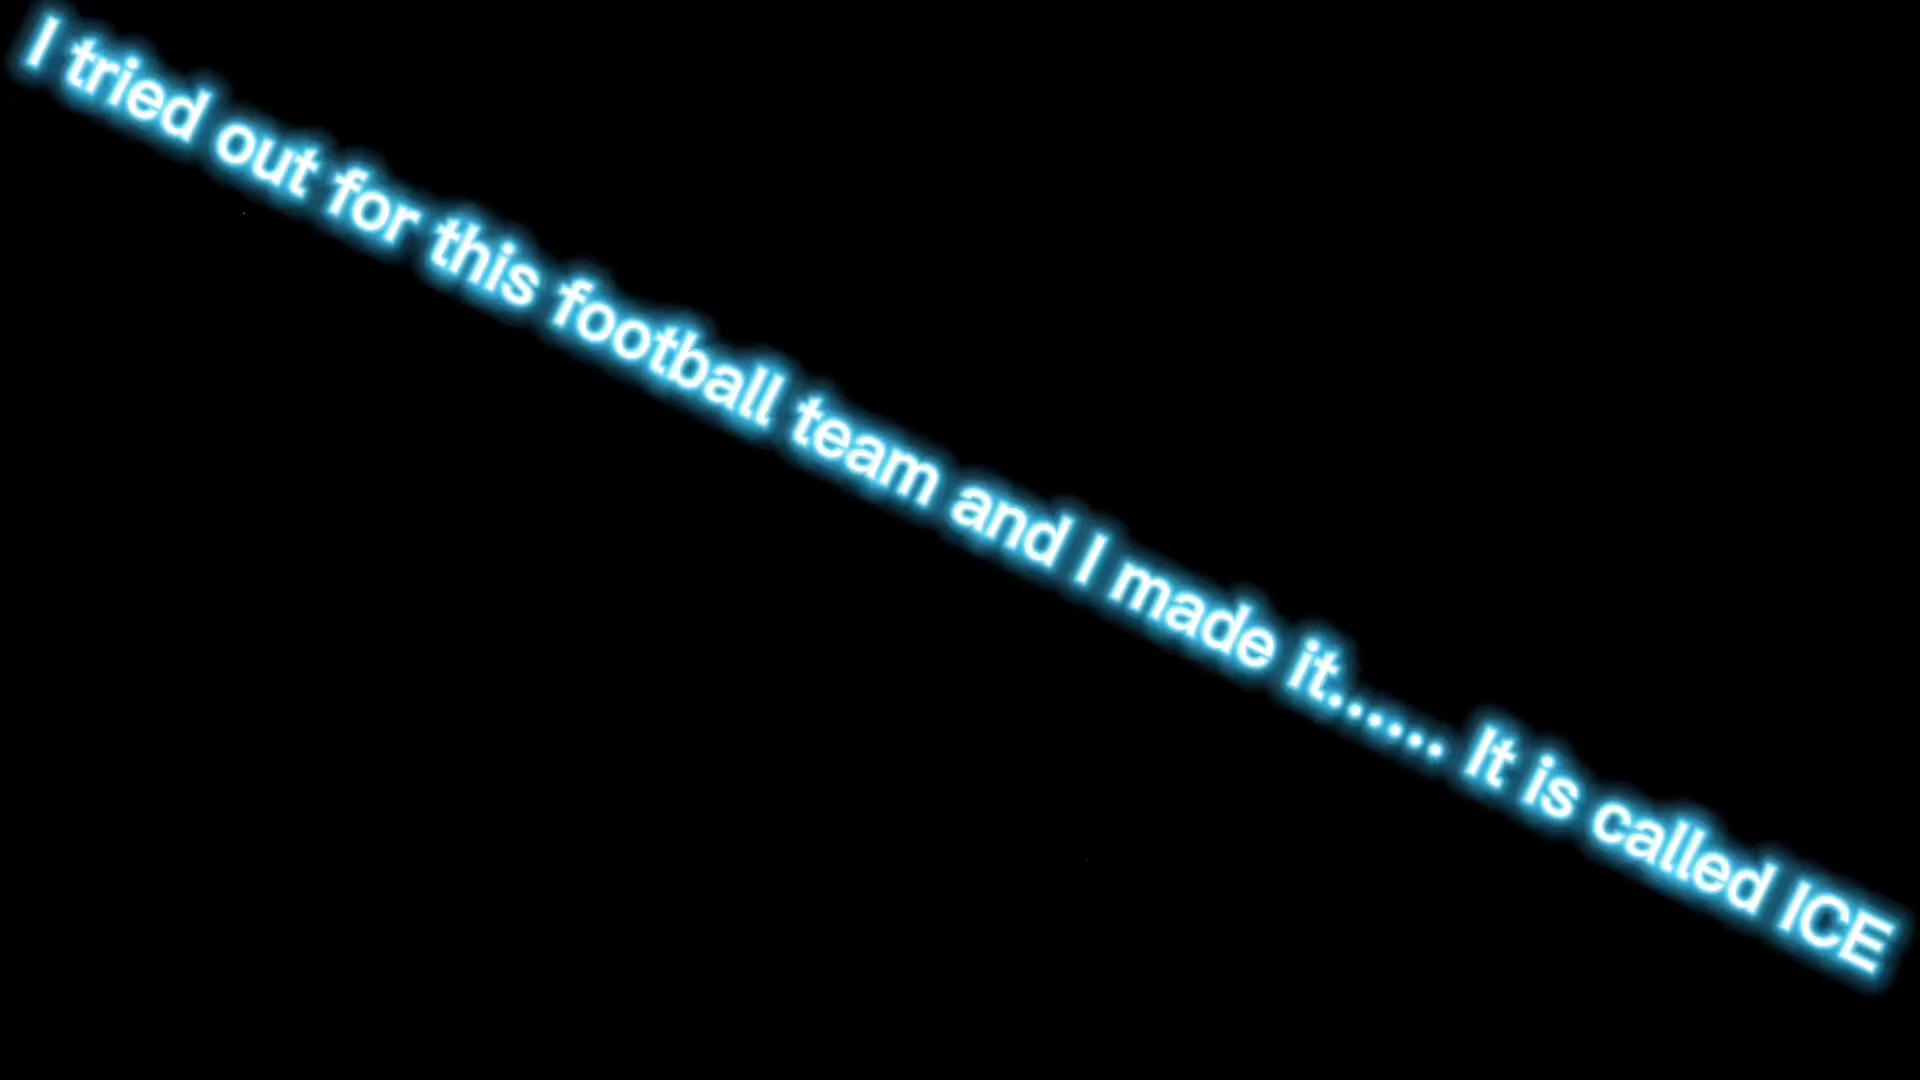 I tried out for this football team and I made it...... It is called ICE